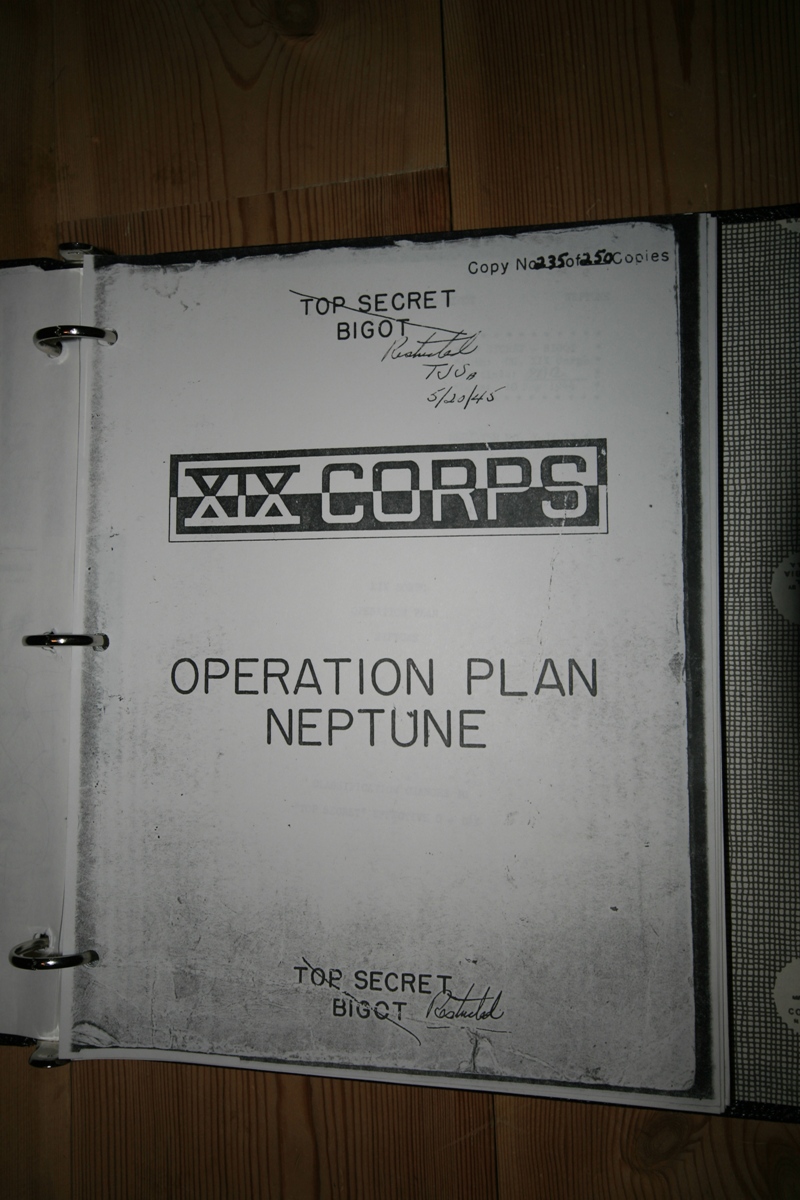 Copy No 235 of 250 Copies
TOP SECRET
BIGOT
Restricted
TJS
5/20/45
XIX CORPS
OPERATION PLAN
NEPTUNE
TOP SECRET
BIGOT Restricted